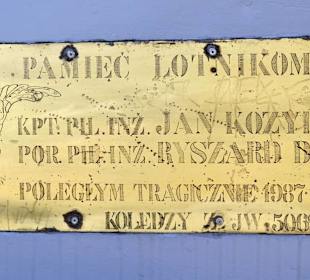 PAMIĘĆ LOTNIKOM
KPT. PIL. INŻ. JAN KOZY
POR. PIL. INŻ. RYSZARD
POLEGŁYM TRAGICZNIE 1987
KOLEDZY Z JW. 506